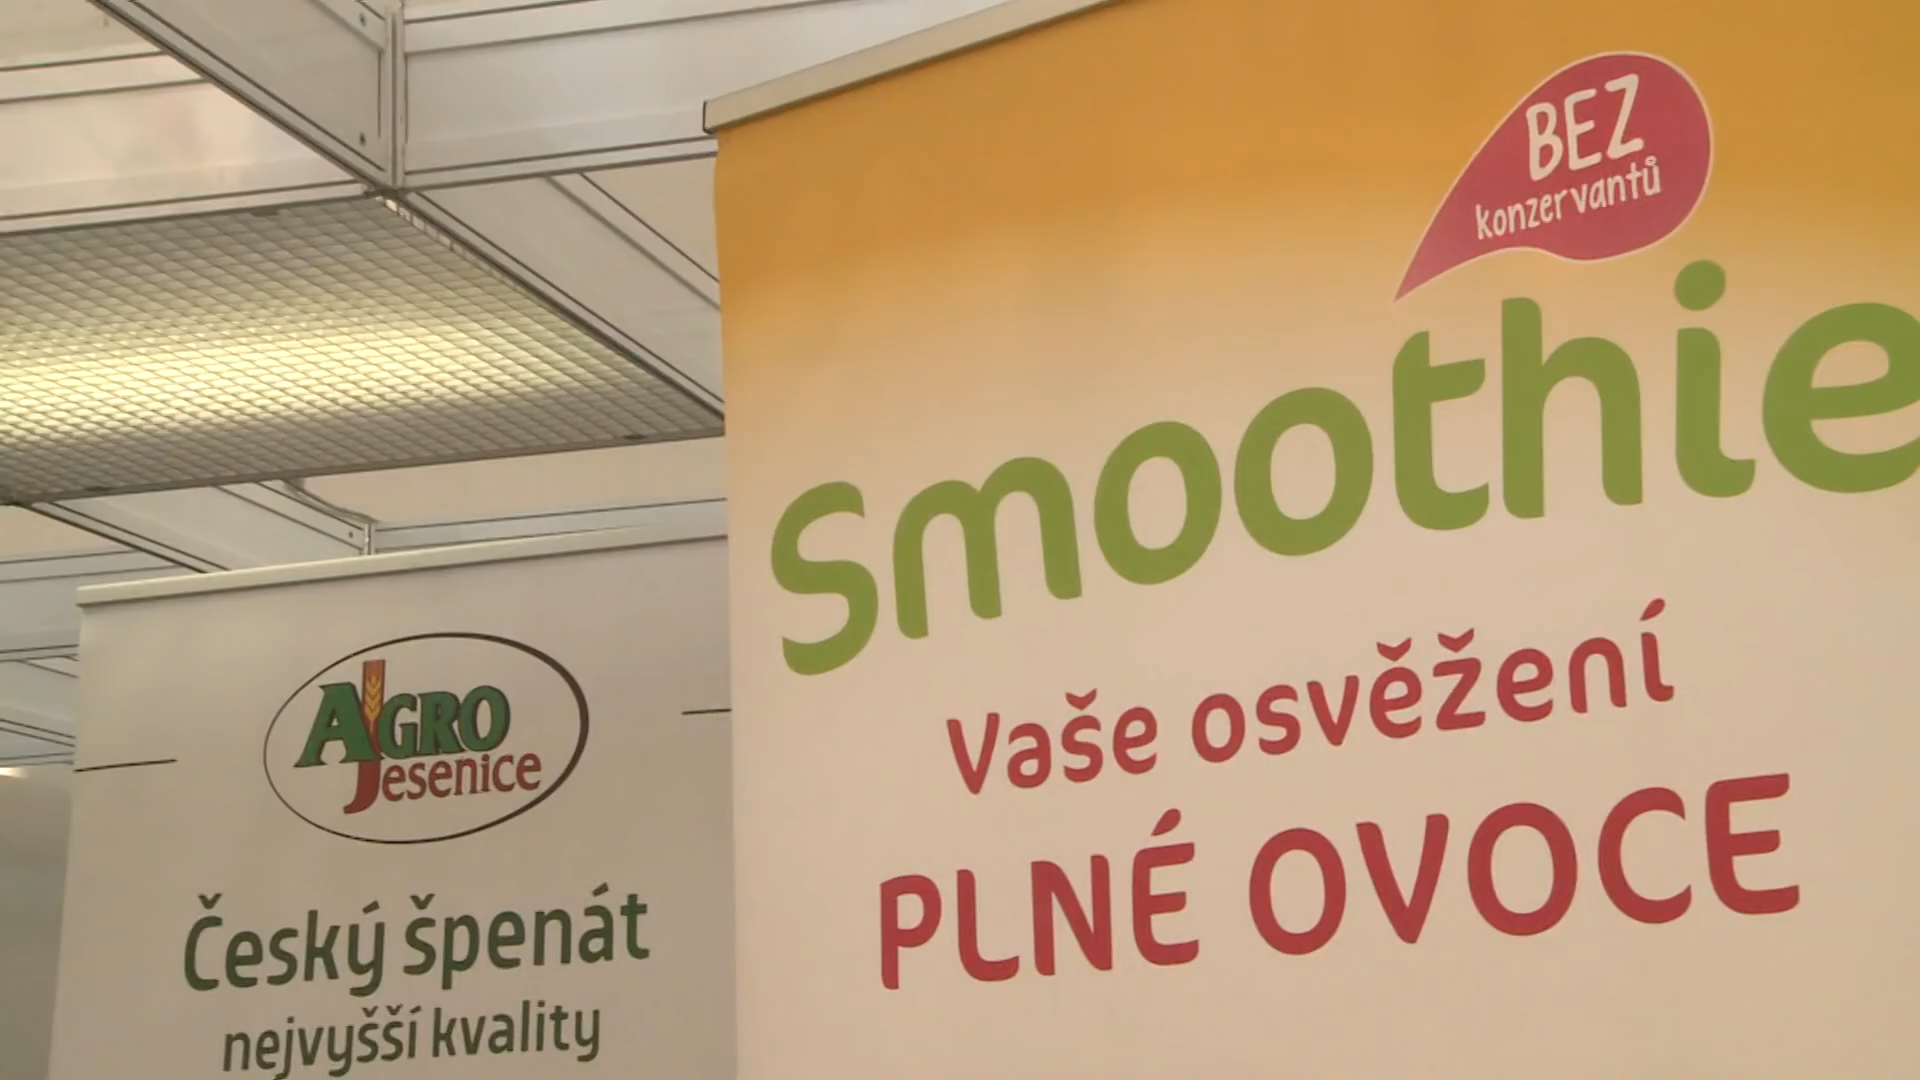 BEZ
konzervantů
Smoothie
Vaše osvěžení
PLNÉ OVOCE
AGRO
Jesenice
Český špenát
nejvyšší kvality